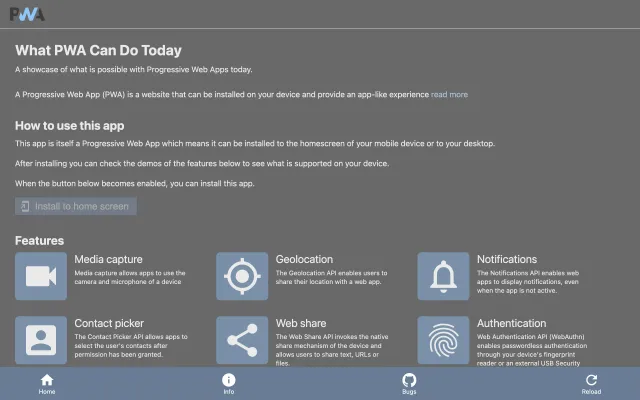 PWA
What PWA Can Do Today
A showcase of what is possible with Progressive Web Apps today.
A Progressive Web App (PWA) is a website that can be installed on your device and provide an app-like experience read more
How to use this app
This app is itself a Progressive Web App which means it can be installed to the homescreen of your mobile device or to your desktop.
After installing you can check the demos of the features below to see what is supported on your device.
When the button below becomes enabled, you can install this app.
Install to home screen
Features
Media capture
Media capture allows apps to use the
camera and microphone of a device
Geolocation
The Geolocation API enables users to
share their location with a web app.
Notifications
The Notifications API enables web
apps to display notifications, even
when the app is not active.
Contact picker
The Contact Picker API allows apps to
select the user's contacts after
permission has been granted.
Web share
The Web Share API invokes the native
share mechanism of the device and
allows users to share text, URLs or
files.
Authentication
Web Authentication API (WebAuthn)
enables passwordless authentication
through your device's fingerprint
reader or an external USB Security
Home
Info
Bugs
Reload